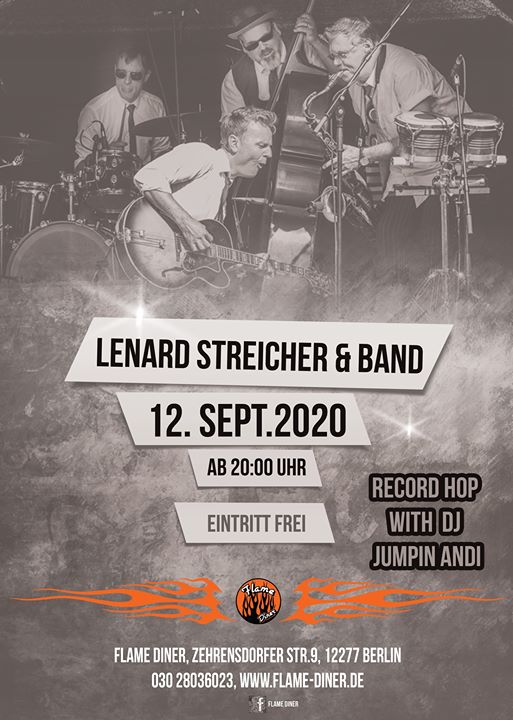 LENARD STREICHER & BAND
12. SEPT.2020
AB 20:00 UHR
EINTRITT FREI
RECORD HOP
WITH DJ
JUMPIN ANDI
Flame
Diner
FLAME DINER, ZEHRENSDORFER STR.9, 12277 BERLIN
030 28036023, WWW.FLAME-DINER.DE
f FLAME DINER